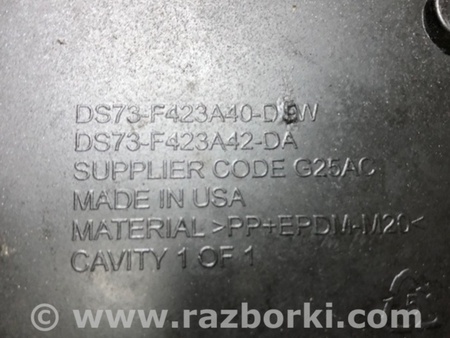 DS73-F423A40-D W
DS73-F423A42-DA
SUPPLIER CODE G25AC
MADE IN USA
MATERIAL >PP+EPDM-M20<
CAVITY 1 OF 1
© www.razborki.com